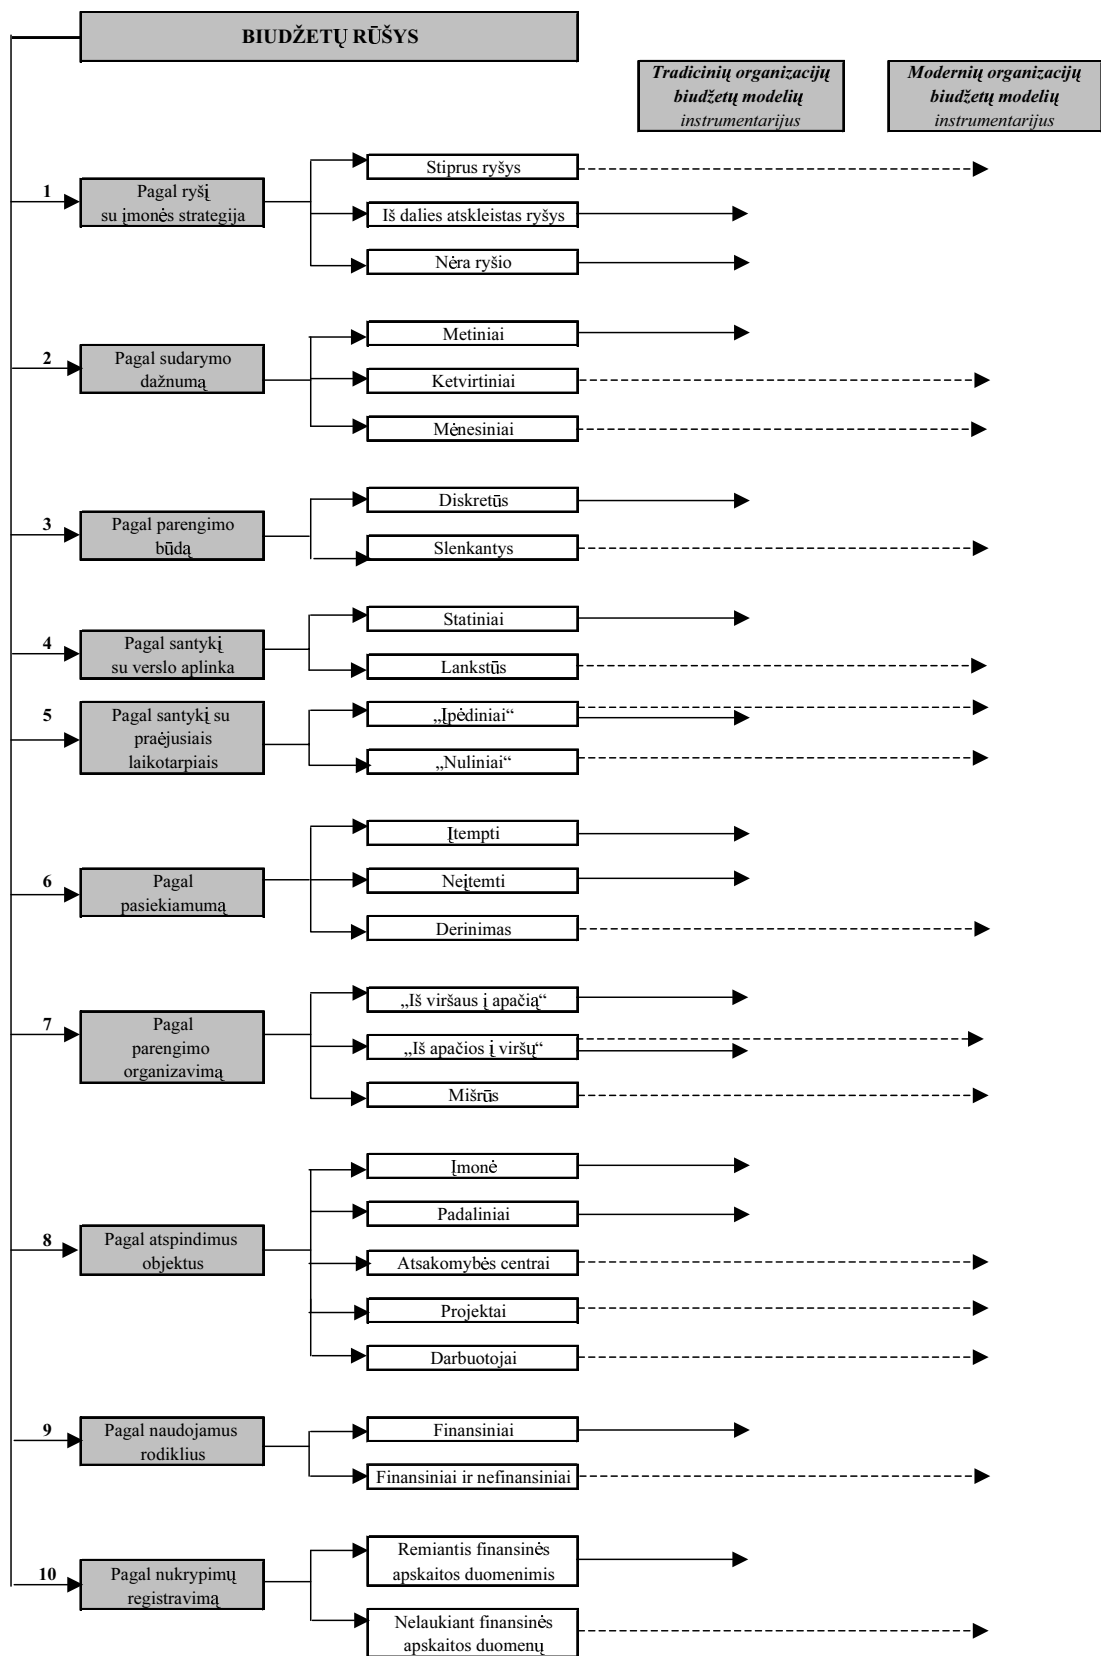 BIUDŽETŲ RŪŠYS
Tradicinių organizacijų
biudžetų modelių
instrumentarijus
Modernių organizacijų
biudžetų modelių
instrumentarijus
1
Pagal ryšį
su įmonės strategija
Stiprus ryšys
Iš dalies atskleistas ryšys
Nėra ryšio
2
Pagal sudarymo
dažnumą
Metiniai
Ketvirtiniai
Mėnesiniai
3
Pagal parengimo
būdą
Diskretūs
Slenkantys
4
Pagal santykį
su verslo aplinka
Statiniai
Lankstūs
5
Pagal santykį su
praėjusiais
laikotarpiais
„Įpėdiniai“
„Nuliniai“
6
Pagal
pasiekiamumą
Įtempti
Neįtemti
Derinimas
7
Pagal
parengimo
organizavimą
„Iš viršaus į apačią“
„Iš apačios į viršų“
Mišrūs
8
Pagal atspindimus
objektus
Įmonė
Padaliniai
Atsakomybės centrai
Projektai
Darbuotojai
9
Pagal naudojamus
rodiklius
Finansiniai
Finansiniai ir nefinansiniai
10
Pagal nukrypimų
registravimą
Remiantis finansinės
apskaitos duomenimis
Nelaukiant finansinės
apskaitos duomenų